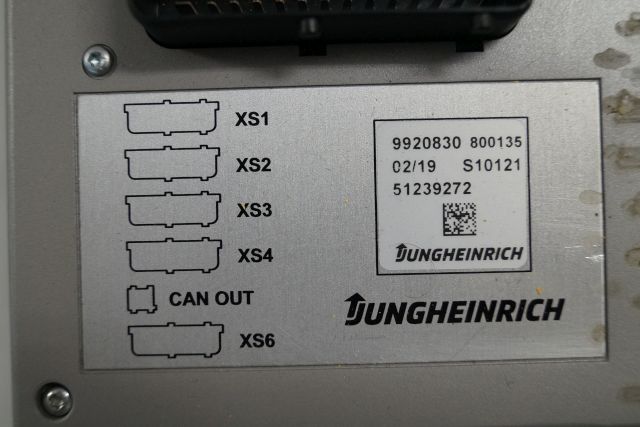 XS1
XS2
XS3
XS4
CAN OUT
XS6
9920830 800135
02/19 S10121
51239272
JUNGHEINRICH
JUNGHEINRICH